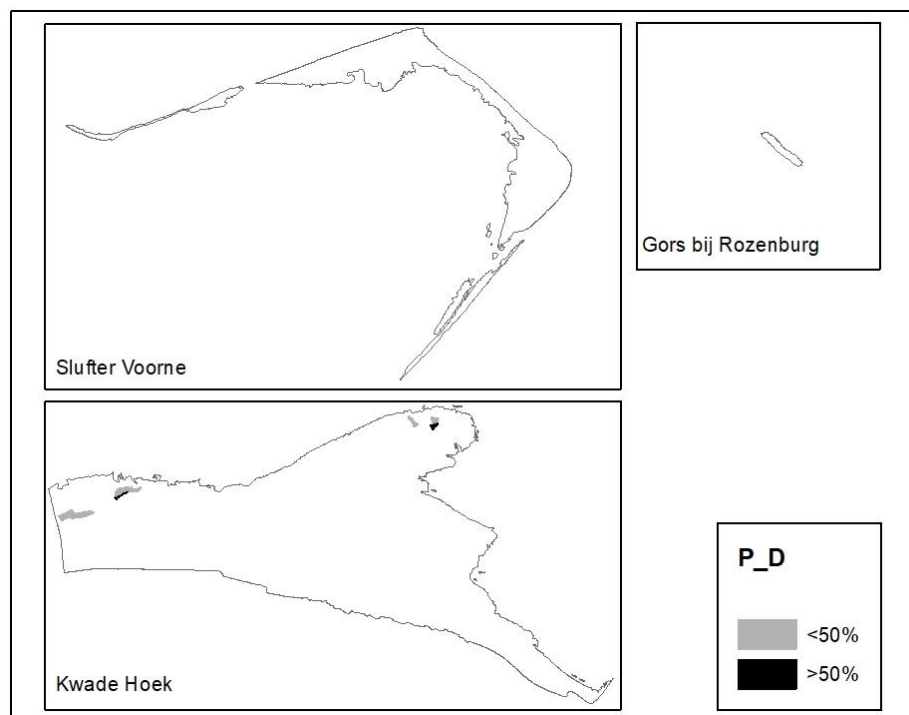 Slufter Voorne
Gors bij Rozenburg
Kwade Hoek
P_D
<50%
>50%